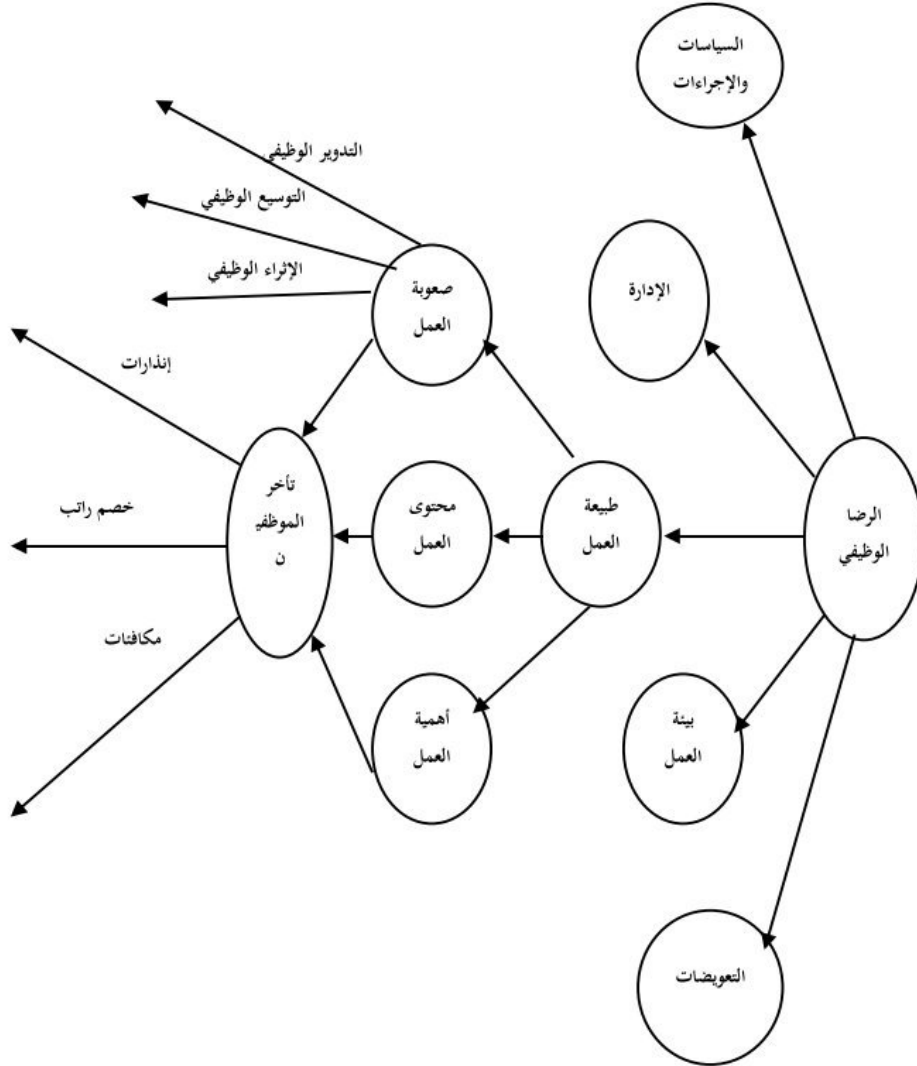 السياسات
والإجراءات
التدوير الوظيفي
التوسيع الوظيفي
الإثراء الوظيفي
الإدارة
صعوبة
العمل
إنذارات
تأخر
الموظفي
ن
محتوى
العمل
طبيعة
العمل
الرضا
الوظيفي
خصم راتب
مكافئات
أهمية
العمل
بيئة
العمل
التعويضات